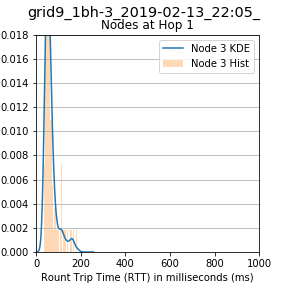 grid9_1bh-3_2019-02-13_22:05_
Nodes at Hop 1
Node 3 KDE
Node 3 Hist
0.018
0.016
0.014
0.012
0.010
0.008
0.006
0.004
0.002
0.000
0 200 400 600 800 1000
Rount Trip Time (RTT) in milliseconds (ms)